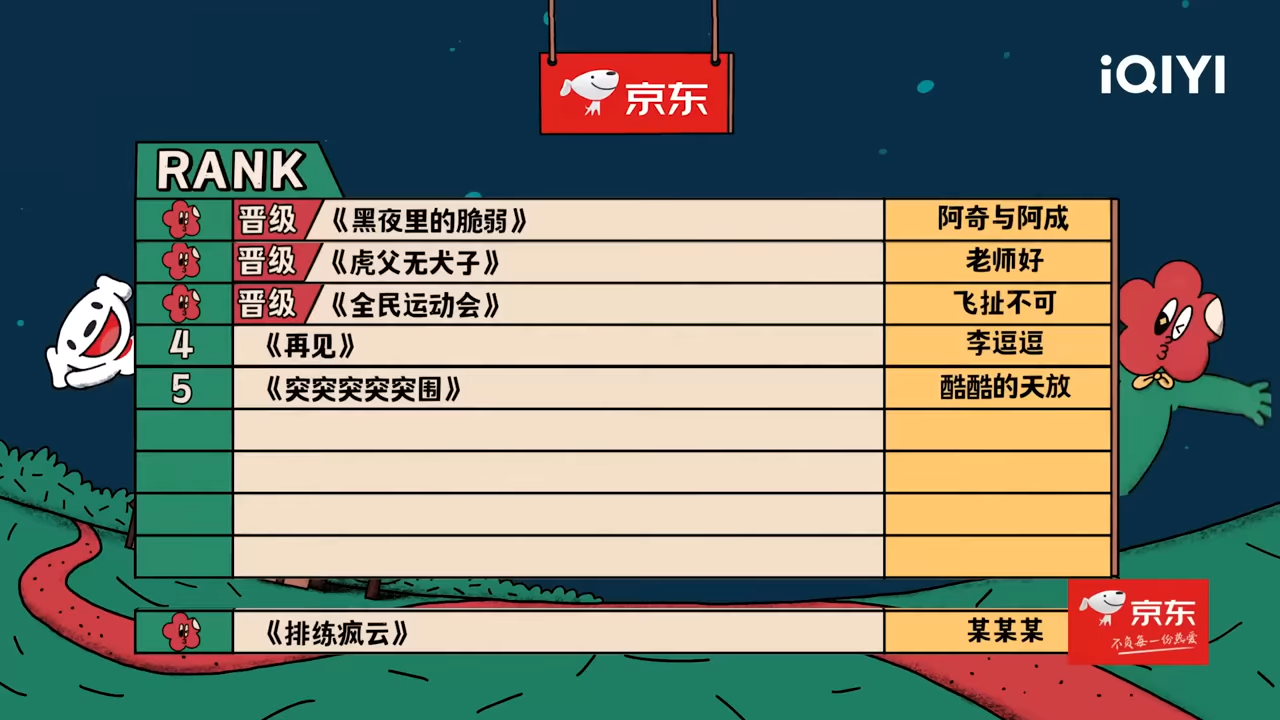 京东
iQIYI
RANK
晋级 《黑夜里的脆弱》 阿奇与阿成
晋级 《虎父无犬子》 老师好
晋级 《全民运动会》 飞扯不可
4 《再见》 李逗逗
5 《突突突突突围》 酷酷的天放
《排练疯云》 某某某
京东
不负每一份热爱